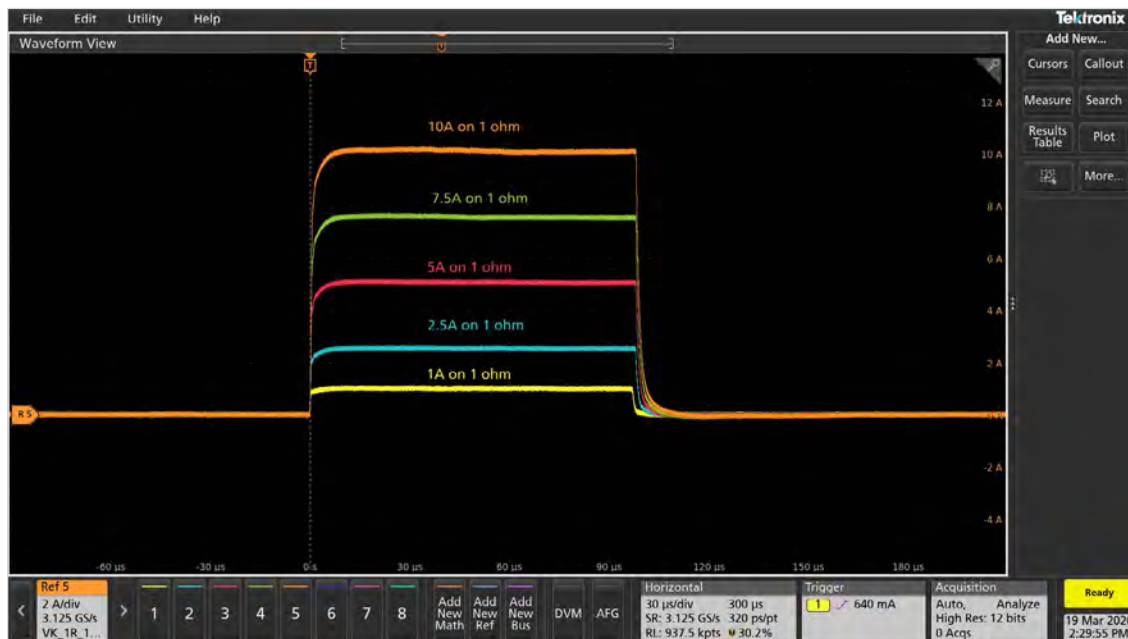 File Edit Utility Help
Tektronix
Waveform View
Add New...
Cursors Callout
Measure Search
Results Table Plot
More...
T
12 A
10A on 1 ohm
10 A
7.5A on 1 ohm
8 A
6 A
5A on 1 ohm
4 A
2.5A on 1 ohm
2 A
1A on 1 ohm
R 5
-2 A
-4 A
-60 µs -30 µs 0 s 30 µs 60 µs 90 µs 120 µs 150 µs 180 µs
Ref 5
2 A/div
3.125 GS/s
VK_1R_1...
1 2 3 4 5 6 7 8
Add New Math
Add New Ref
Add New Bus
DVM AFG
Horizontal
30 µs/div 300 µs
SR: 3.125 GS/s 320 ps/pt
RL: 937.5 kpts 30.2%
Trigger
1 640 mA
Acquisition
Auto, Analyze
High Res: 12 bits
0 Acqs
Ready
19 Mar 2020
2:29:55 PM